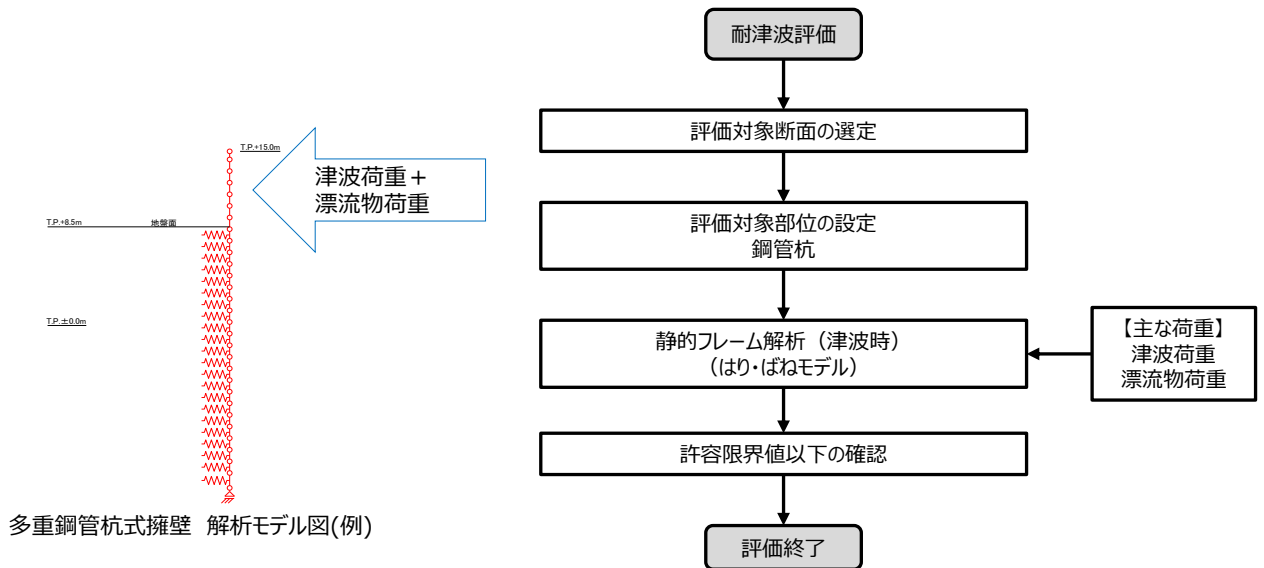 T.P.+15.0m
津波荷重＋
漂流物荷重
T.P.+8.5m
地盤面
T.P.±0.0m
多重鋼管杭式擁壁　解析モデル図(例)
耐津波評価
評価対象断面の選定
評価対象部位の設定
鋼管杭
静的フレーム解析（津波時）
（はり・ばねモデル）
【主な荷重】
津波荷重
漂流物荷重
許容限界値以下の確認
評価終了